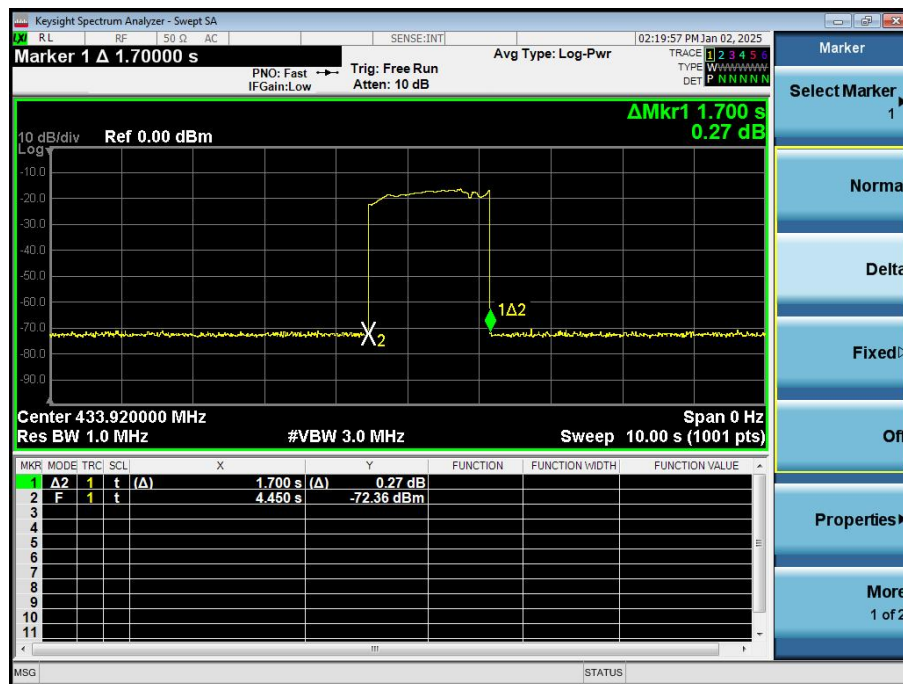 Keysight Spectrum Analyzer - Swept SA
LXI RL RF 50 Ω AC SENSE:INT 02:19:57 PM Jan 02, 2025
Marker 1 Δ 1.70000 s
PNO: Fast
IFGain:Low
Trig: Free Run
Atten: 10 dB
Avg Type: Log-Pwr
TRACE 1 2 3 4 5 6
TYPE W W W W W W
DET P N N N N N
ΔMkr1 1.700 s
0.27 dB
10 dB/div Ref 0.00 dBm
Log
-10.0
-20.0
-30.0
-40.0
-50.0
-60.0
-70.0
-80.0
-90.0
1Δ2
2
Center 433.920000 MHz Span 0 Hz
Res BW 1.0 MHz #VBW 3.0 MHz Sweep 10.00 s (1001 pts)
MKR MODE TRC SCL X Y FUNCTION FUNCTION WIDTH FUNCTION VALUE
1 Δ2 1 t (Δ) 1.700 s (Δ) 0.27 dB
2 F 1 t 4.450 s -72.36 dBm
3
4
5
6
7
8
9
10
11
MSG STATUS
Marker
Select Marker
1
Norma
Delta
Fixed
Off
Properties
More
1 of 2